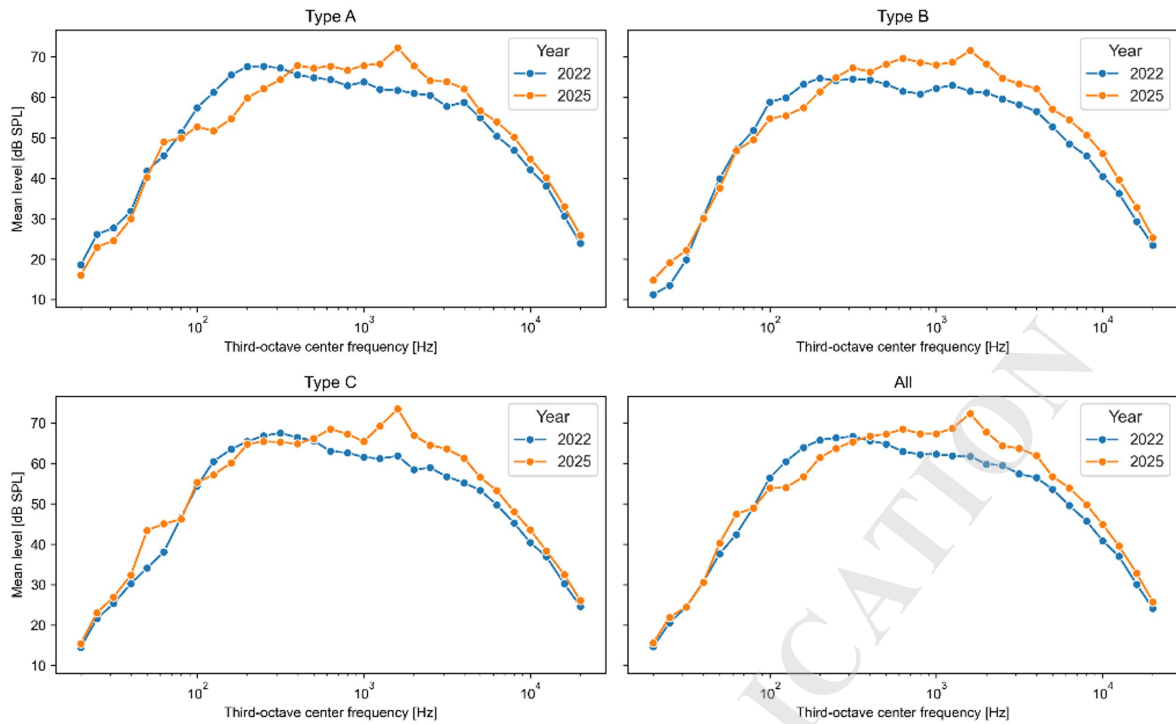 Type A
Type B
Mean level [dB SPL]
70
60
50
40
30
20
10
Year
2022
2025
Year
2022
2025
10²
10³
10⁴
10²
10³
10⁴
Third-octave center frequency [Hz]
Third-octave center frequency [Hz]
Type C
All
Mean level [dB SPL]
70
60
50
40
30
20
10
Year
2022
2025
Year
2022
2025
10²
10³
10⁴
10²
10³
10⁴
Third-octave center frequency [Hz]
Third-octave center frequency [Hz]
ICATION